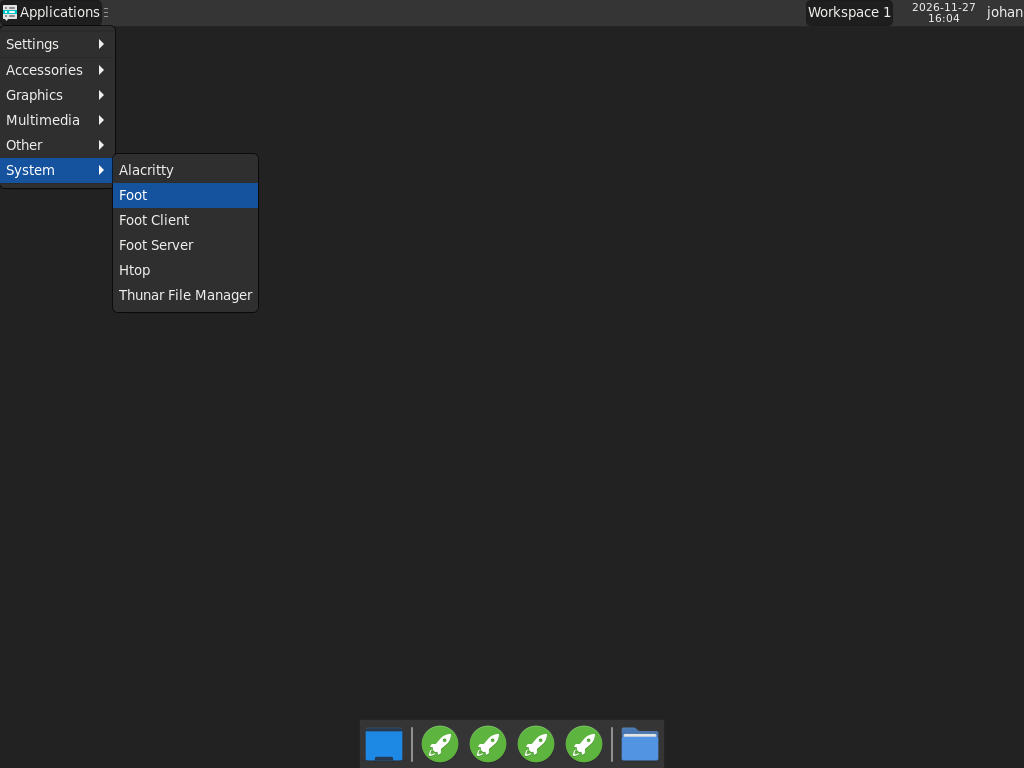 Applications
Workspace 1
2026-11-27
16:04
johan
Settings
Accessories
Graphics
Multimedia
Other
System
Alacritty
Foot
Foot Client
Foot Server
Htop
Thunar File Manager